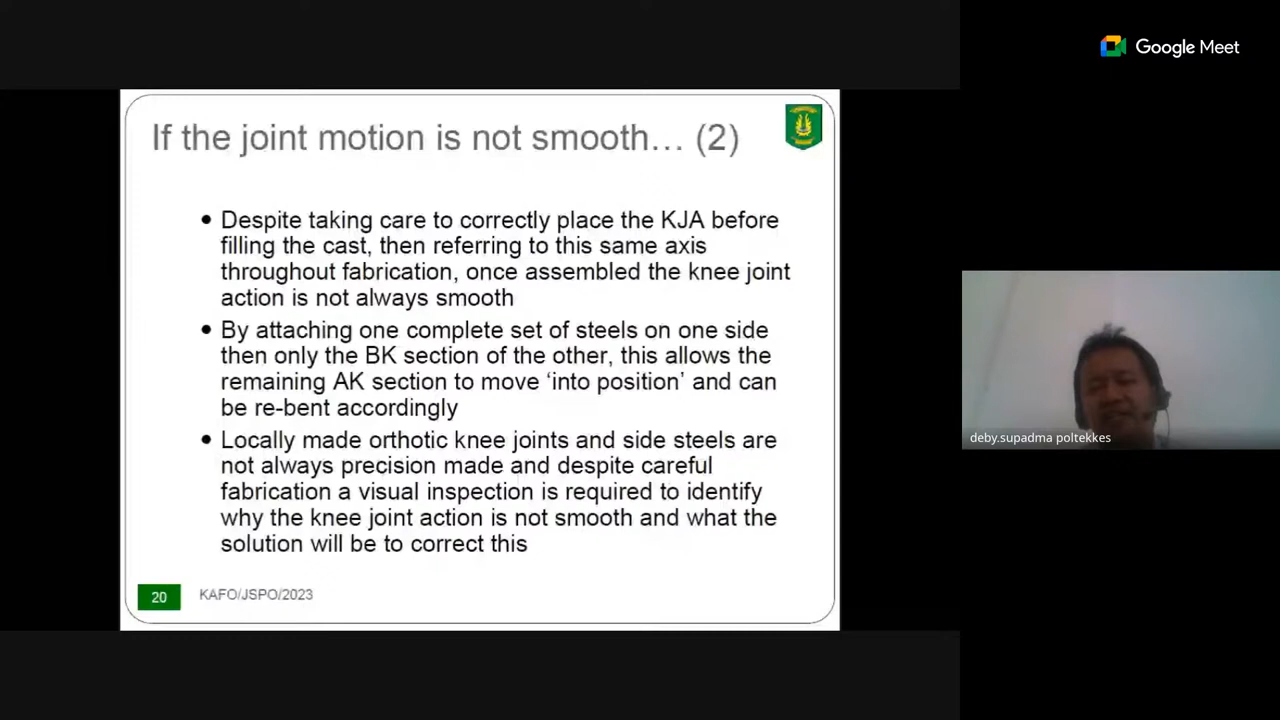 Google Meet
If the joint motion is not smooth… (2)
● Despite taking care to correctly place the KJA before
filling the cast, then referring to this same axis
throughout fabrication, once assembled the knee joint
action is not always smooth
● By attaching one complete set of steels on one side
then only the BK section of the other, this allows the
remaining AK section to move ‘into position’ and can
be re-bent accordingly
● Locally made orthotic knee joints and side steels are
not always precision made and despite careful
fabrication a visual inspection is required to identify
why the knee joint action is not smooth and what the
solution will be to correct this
20
KAFO/JSPO/2023
deby.supadma poltekkes